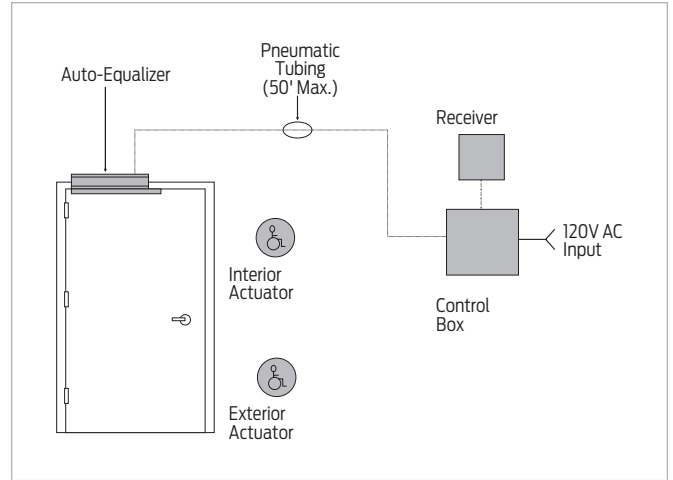 Pneumatic
Tubing
(50' Max.)
Auto-Equalizer
Receiver
120V AC
Input
Interior
Actuator
Control
Box
Exterior
Actuator